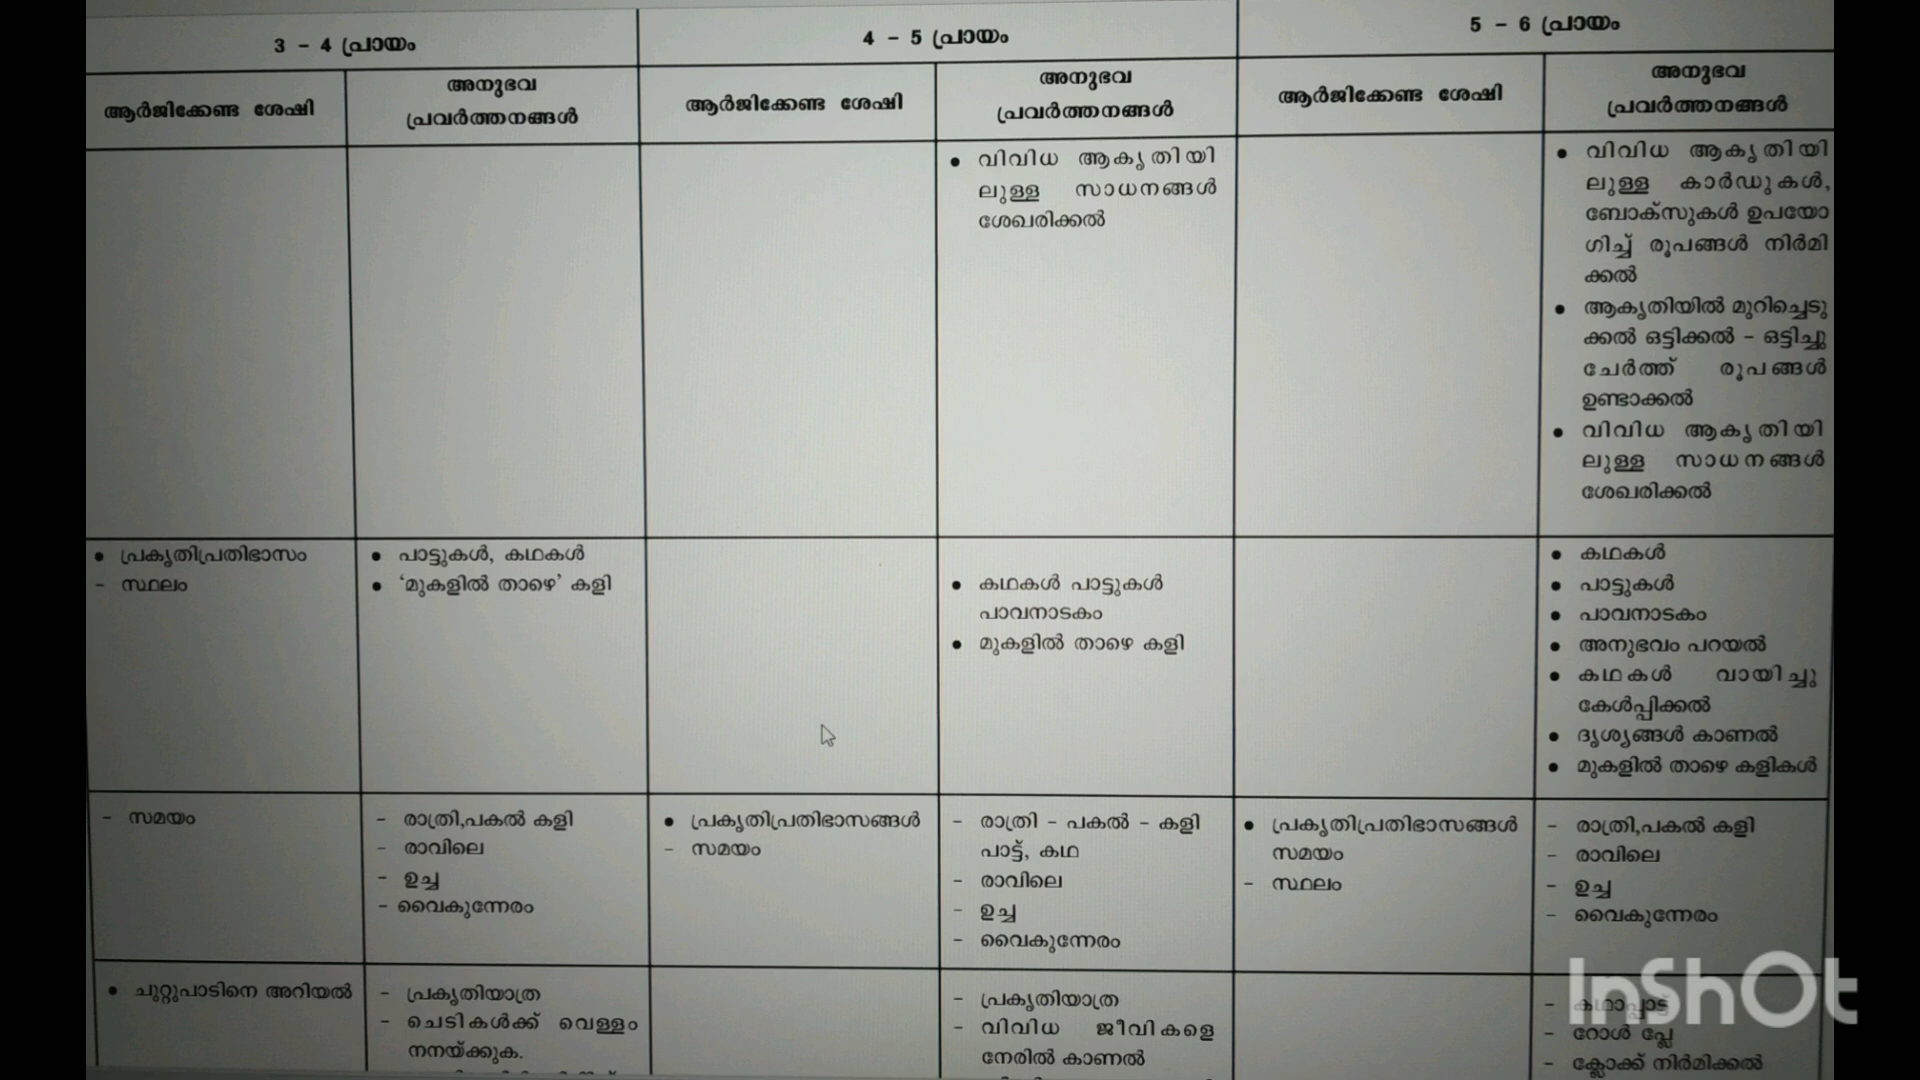 3 – 4 പ്രായം
4 – 5 പ്രായം
5 – 6 പ്രായം
ആർജിക്കേണ്ട ശേഷി
അനുഭവ
പ്രവർത്തനങ്ങൾ
ആർജിക്കേണ്ട ശേഷി
അനുഭവ
പ്രവർത്തനങ്ങൾ
ആർജിക്കേണ്ട ശേഷി
അനുഭവ
പ്രവർത്തനങ്ങൾ
• വിവിധ ആകൃതിയി
ലുള്ള സാധനങ്ങൾ
ശേഖരിക്കൽ
• വിവിധ ആകൃതിയി
ലുള്ള കാർഡുകൾ,
ബോക്സുകൾ ഉപയോ
ഗിച്ച് രൂപങ്ങൾ നിർമി
ക്കൽ
• ആകൃതിയിൽ മുറിച്ചെടു
ക്കൽ ഒട്ടിക്കൽ – ഒട്ടിച്ചു
ചേർത്ത് രൂപങ്ങൾ
ഉണ്ടാക്കൽ
• വിവിധ ആകൃതിയി
ലുള്ള സാധനങ്ങൾ
ശേഖരിക്കൽ
• പ്രകൃതിപ്രതിഭാസം
– സ്ഥലം
• പാട്ടുകൾ, കഥകൾ
• ‘മുകളിൽ താഴെ’ കളി
• കഥകൾ പാട്ടുകൾ
പാവനാടകം
• മുകളിൽ താഴെ കളി
• കഥകൾ
• പാട്ടുകൾ
• പാവനാടകം
• അനുഭവം പറയൽ
• കഥകൾ വായിച്ചു
കേൾപ്പിക്കൽ
• ദൃശ്യങ്ങൾ കാണൽ
• മുകളിൽ താഴെ കളികൾ
– സമയം
– രാത്രി,പകൽ കളി
– രാവിലെ
– ഉച്ച
– വൈകുന്നേരം
• പ്രകൃതിപ്രതിഭാസങ്ങൾ
– സമയം
– രാത്രി – പകൽ – കളി
പാട്ട്, കഥ
– രാവിലെ
– ഉച്ച
– വൈകുന്നേരം
• പ്രകൃതിപ്രതിഭാസങ്ങൾ
സമയം
– സ്ഥലം
– രാത്രി,പകൽ കളി
– രാവിലെ
– ഉച്ച
– വൈകുന്നേരം
• ചുറ്റുപാടിനെ അറിയൽ
– പ്രകൃതിയാത്ര
– ചെടികൾക്ക് വെള്ളം
നനയ്ക്കുക.
– പ്രകൃതിയാത്ര
– വിവിധ ജീവികളെ
നേരിൽ കാണൽ
– കഥാപ്പാട്ട്
– റോൾ പ്ലേ
– ക്ലോക്ക് നിർമിക്കൽ
InShOt